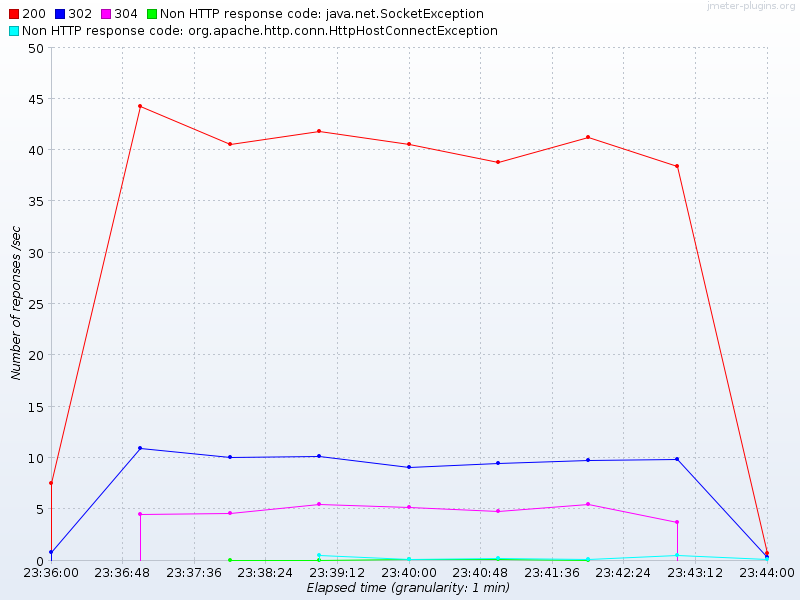 200 302 304 Non HTTP response code: java.net.SocketException
jmeter-plugins.org
Non HTTP response code: org.apache.http.conn.HttpHostConnectException
50
45
40
35
30
25
20
15
10
5
0
Number of reponses /sec
23:36:00 23:36:48 23:37:36 23:38:24 23:39:12 23:40:00 23:40:48 23:41:36 23:42:24 23:43:12 23:44:00
Elapsed time (granularity: 1 min)